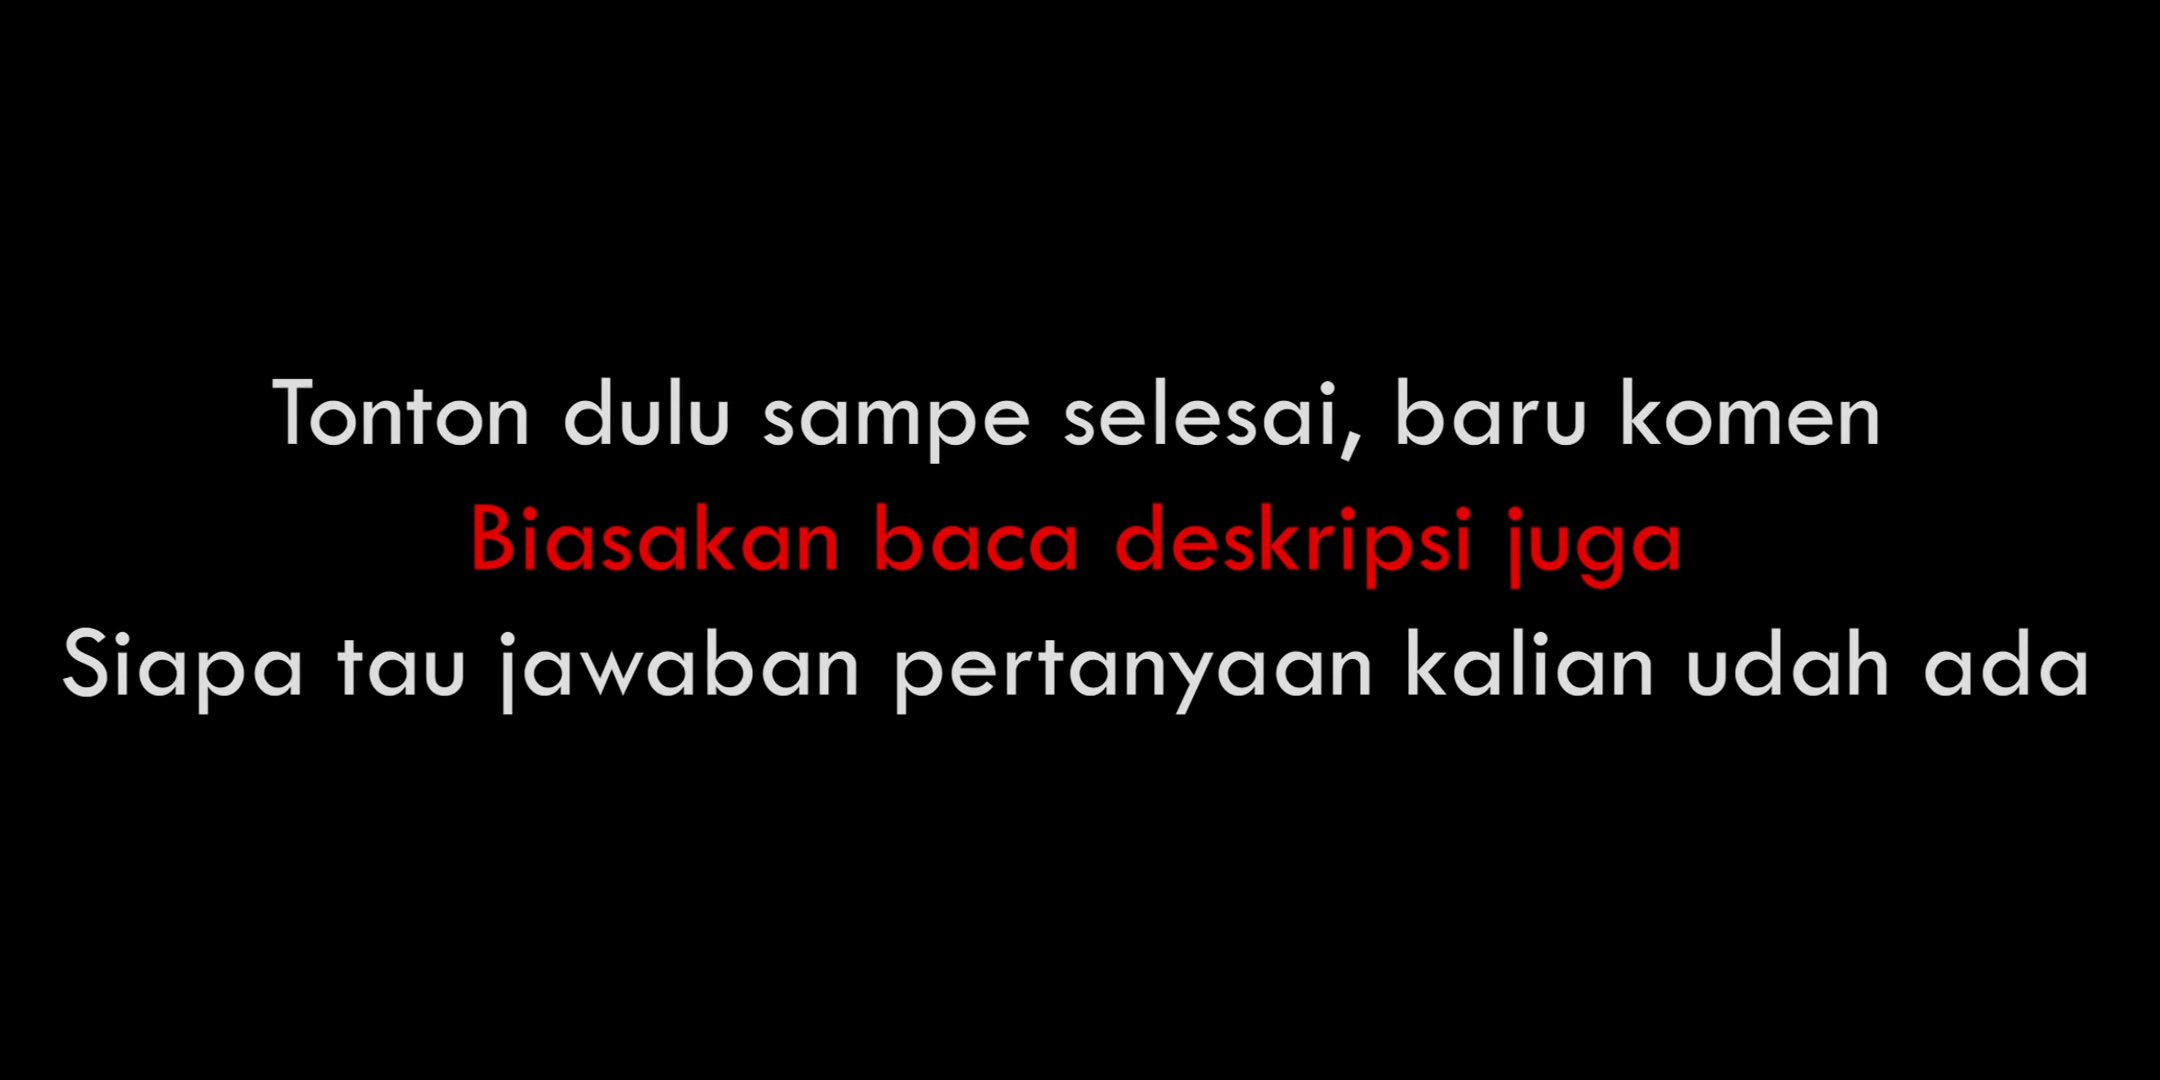 Tonton dulu sampe selesai, baru komen
Biasakan baca deskripsi juga
Siapa tau jawaban pertanyaan kalian udah ada